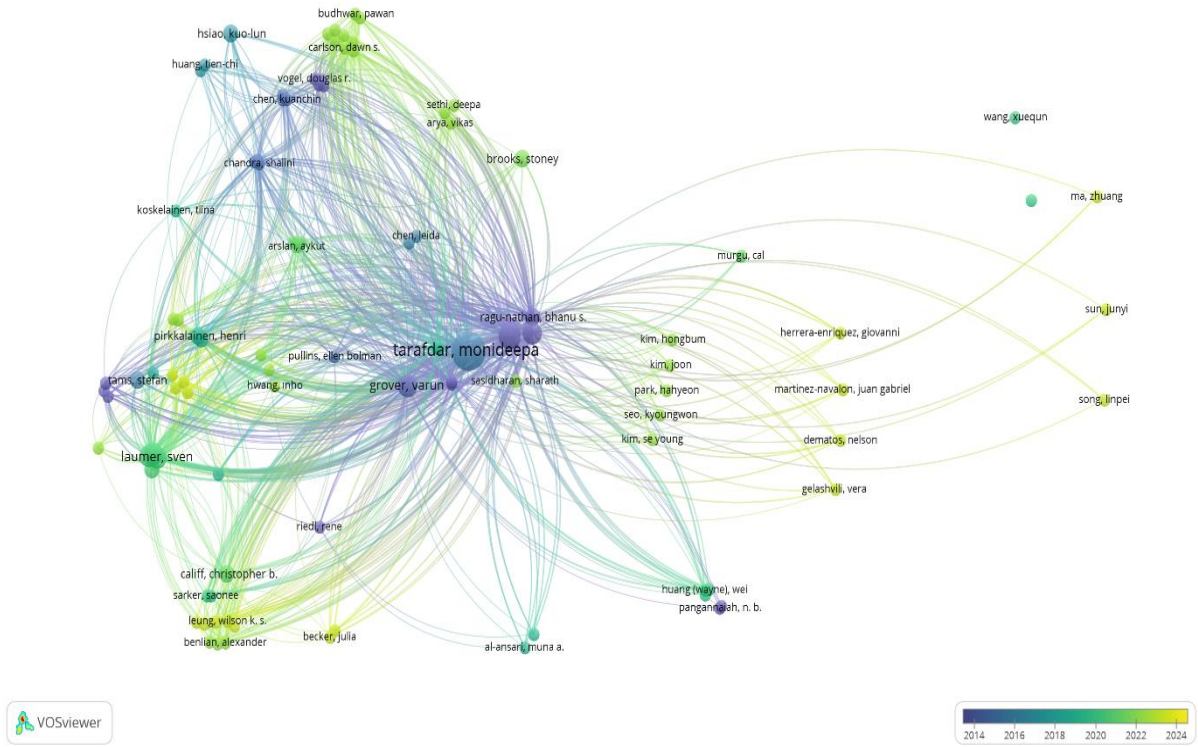 budhwar, pawan
hsiao, kuo-lun
carlson, dawn s.
huang, tien-chi
vogel, douglas r.
chen, kuanchin
sethi, deepa
arya, vikas
wang, xuequn
brooks, stoney
chandra, shalini
ma, zhuang
koskelainen, tiina
chen, leida
arslan, aykut
murgu, cal
sun, junyi
ragu-nathan, bhanu s.
herrera-enriquez, giovanni
pirkkalainen, henri
kim, hongbum
tarafdar, monideepa
pullins, ellen bolman
kim, joon
tams, stefan
hwang, inho
grover, varun
sasidharan, sharath
park, hahyeon
martinez-navalon, juan gabriel
song, linpei
seo, kyoungwon
kim, se young
dematos, nelson
laumer, sven
gelashvili, vera
riedl, rene
califf, christopher b.
huang (wayne), wei
sarker, saonee
pangannaiah, n. b.
leung, wilson k. s.
becker, julia
benlian, alexander
al-ansari, muna a.
VOSviewer
2014 2016 2018 2020 2022 2024